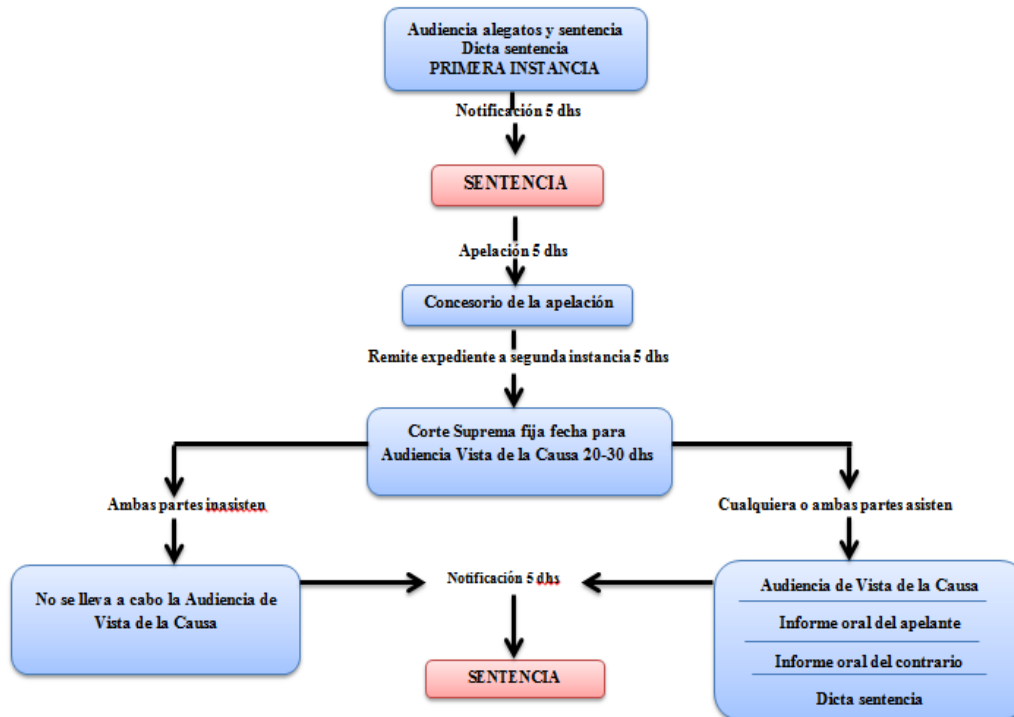 Audiencia alegatos y sentencia
Dicta sentencia
PRIMERA INSTANCIA
Notificación 5 dhs
SENTENCIA
Apelación 5 dhs
Concesorio de la apelación
Remite expediente a segunda instancia 5 dhs
Corte Suprema fija fecha para
Audiencia Vista de la Causa 20-30 dhs
Ambas partes inasisten
Cualquiera o ambas partes asisten
No se lleva a cabo la Audiencia de
Vista de la Causa
Notificación 5 dhs
Audiencia de Vista de la Causa
Informe oral del apelante
Informe oral del contrario
Dicta sentencia
SENTENCIA